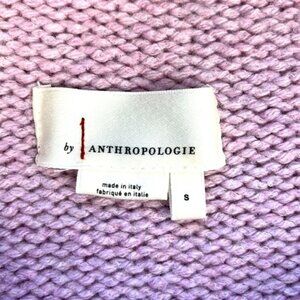 by ANTHROPOLOGIE
made in italy
fabriqué en italie
S